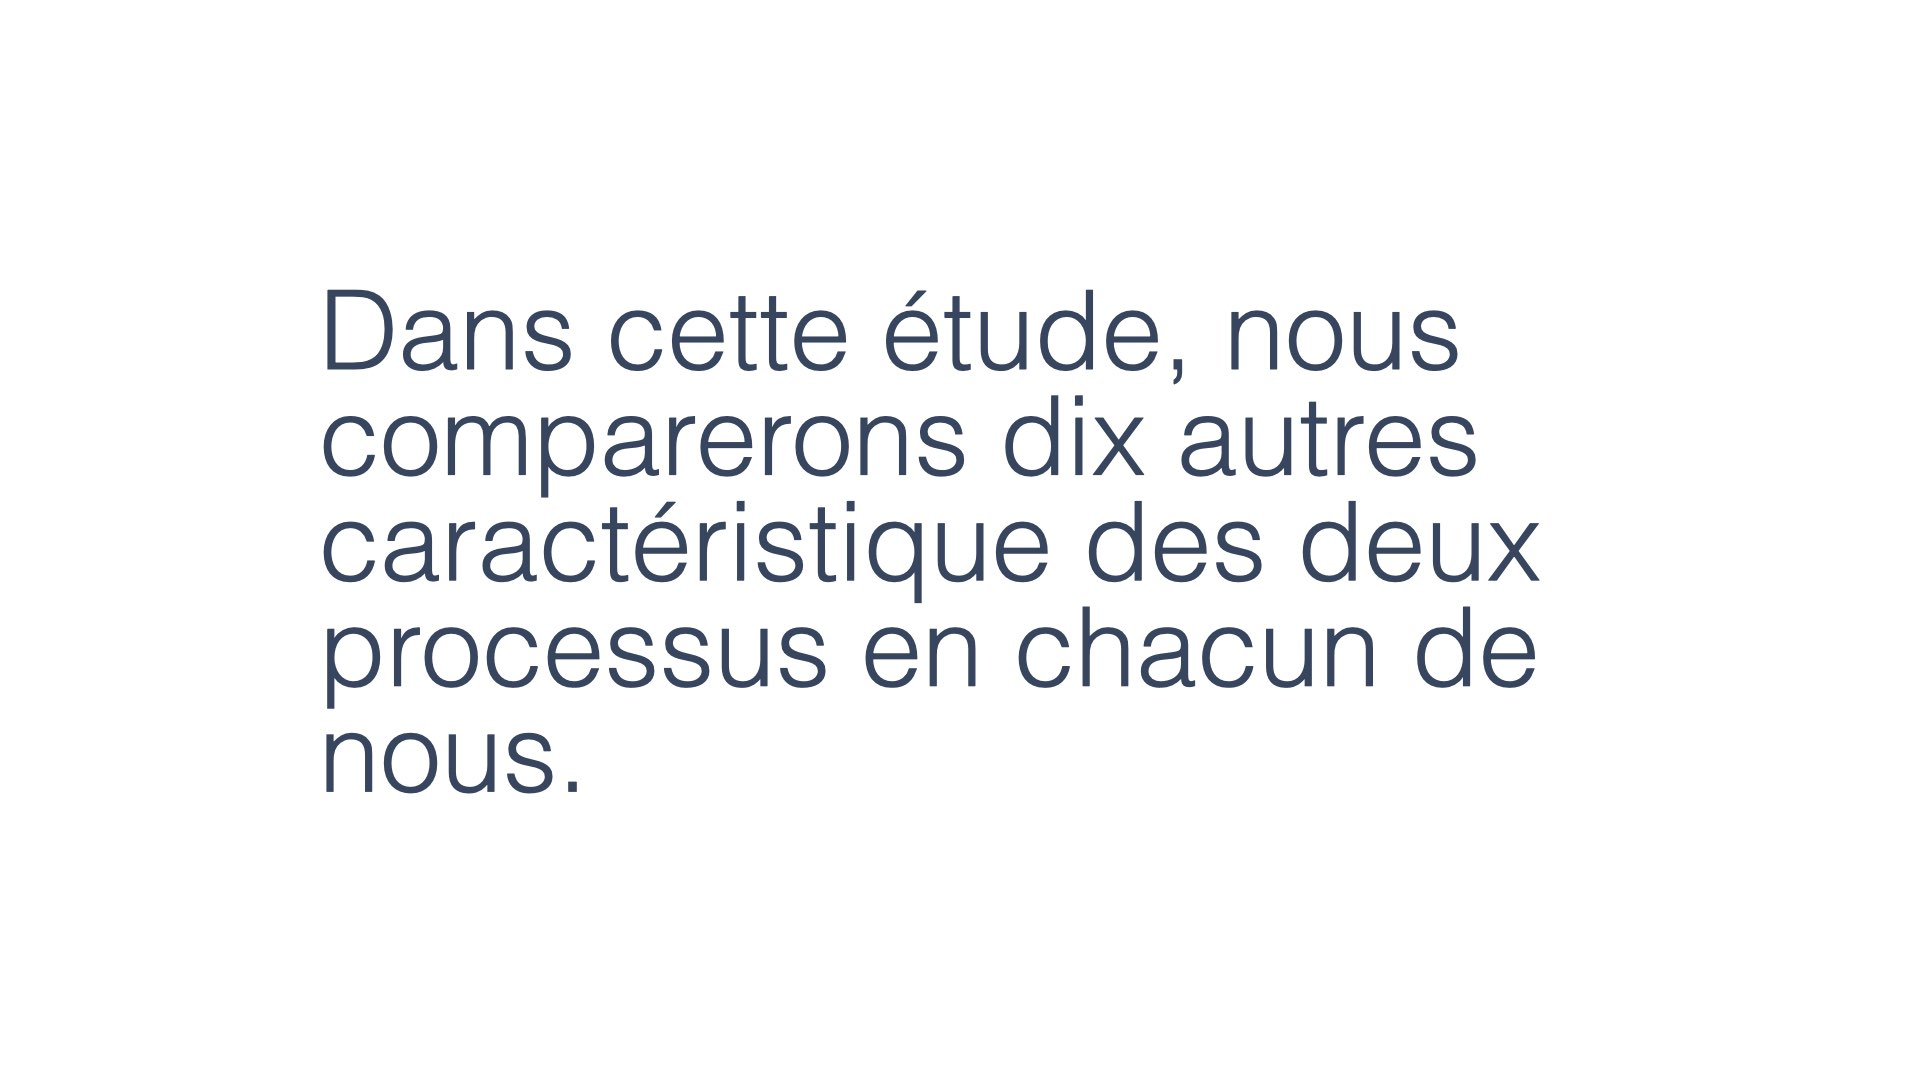 Dans cette étude, nous
comparerons dix autres
caractéristique des deux
processus en chacun de
nous.